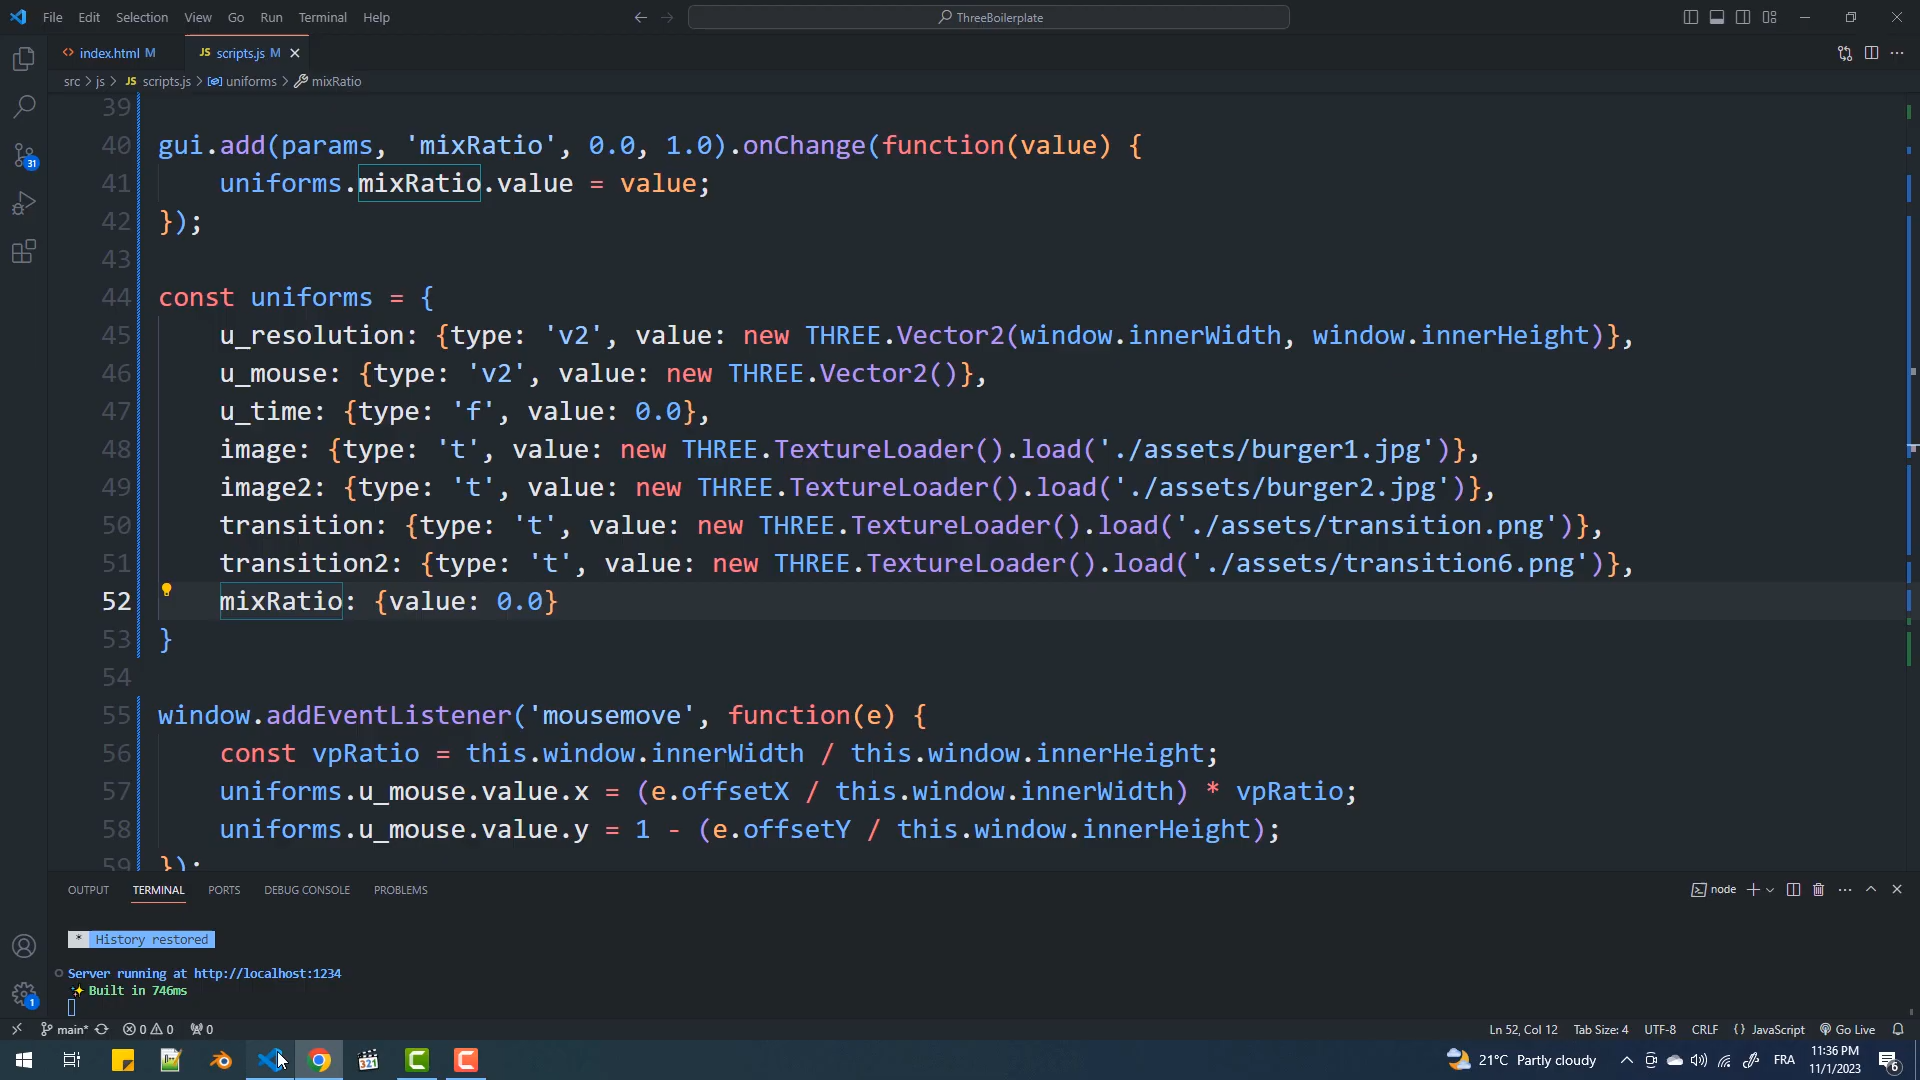 File Edit Selection View Go Run Terminal Help
ThreeBoilerplate
index.html M
JS scripts.js M
src > js > JS scripts.js > uniforms > mixRatio
39
40 gui.add(params, 'mixRatio', 0.0, 1.0).onChange(function(value) {
41 uniforms.mixRatio.value = value;
42 });
43
44 const uniforms = {
45 u_resolution: {type: 'v2', value: new THREE.Vector2(window.innerWidth, window.innerHeight)},
46 u_mouse: {type: 'v2', value: new THREE.Vector2()},
47 u_time: {type: 'f', value: 0.0},
48 image: {type: 't', value: new THREE.TextureLoader().load('./assets/burger1.jpg')},
49 image2: {type: 't', value: new THREE.TextureLoader().load('./assets/burger2.jpg')},
50 transition: {type: 't', value: new THREE.TextureLoader().load('./assets/transition.png')},
51 transition2: {type: 't', value: new THREE.TextureLoader().load('./assets/transition6.png')},
52 mixRatio: {value: 0.0}
53 }
54
55 window.addEventListener('mousemove', function(e) {
56 const vpRatio = this.window.innerWidth / this.window.innerHeight;
57 uniforms.u_mouse.value.x = (e.offsetX / this.window.innerWidth) * vpRatio;
58 uniforms.u_mouse.value.y = 1 - (e.offsetY / this.window.innerHeight);
59 });
31
OUTPUT TERMINAL PORTS DEBUG CONSOLE PROBLEMS
node
* History restored
Server running at http://localhost:1234
✨ Built in 746ms
1
main* 0 0 0
Ln 52, Col 12 Tab Size: 4 UTF-8 CRLF {} JavaScript Go Live
321
21°C Partly cloudy
FRA
11:36 PM
11/1/2023
6